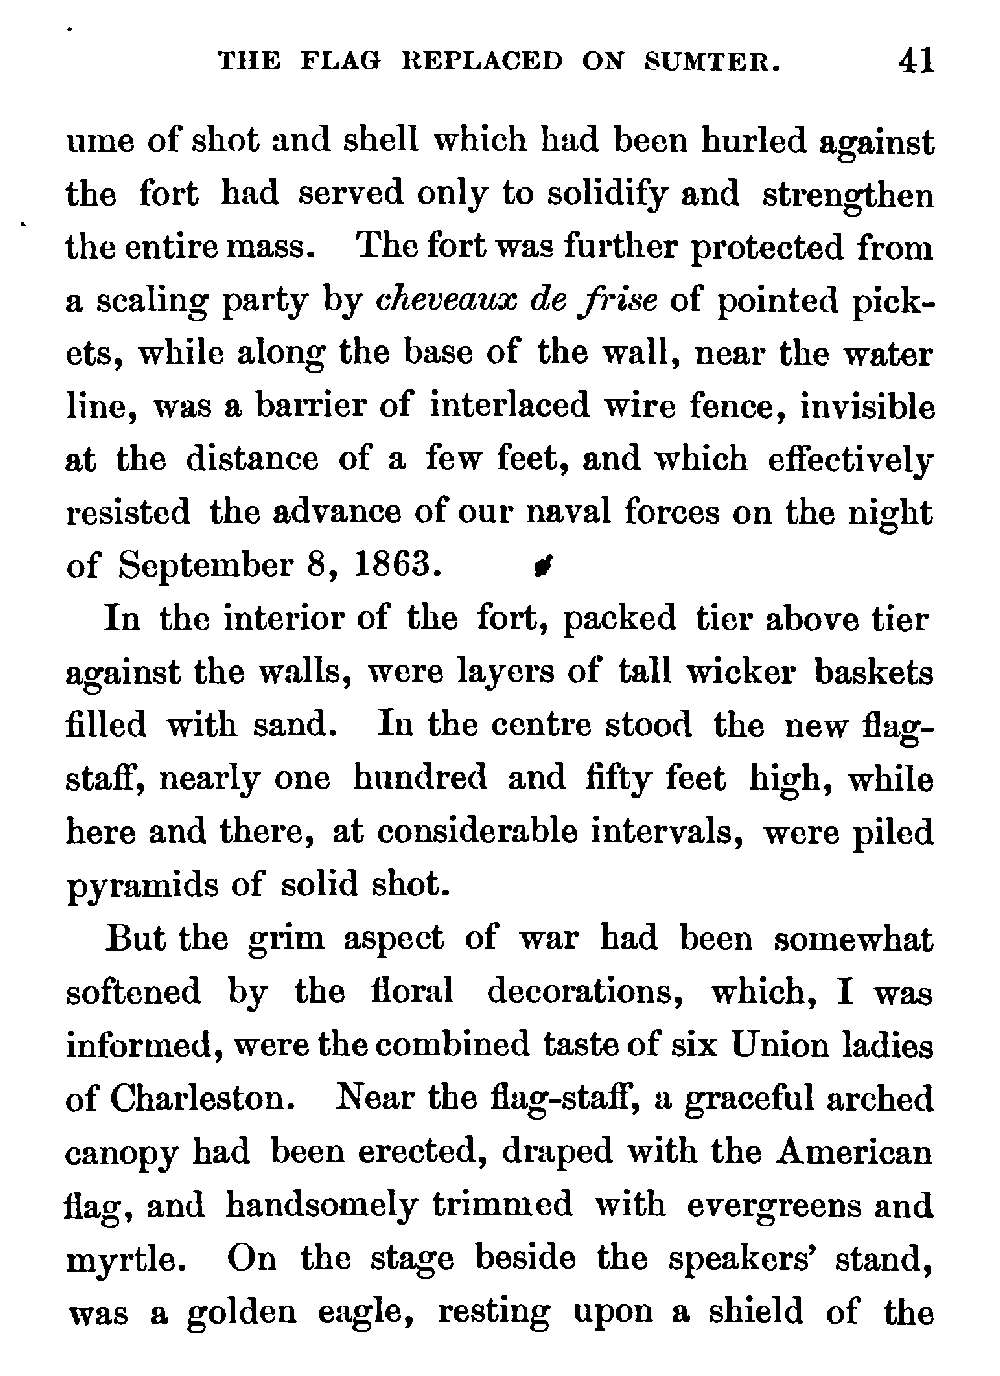 THE FLAG REPLACED ON SUMTER. 41
ume of shot and shell which had been hurled against
the fort had served only to solidify and strengthen
the entire mass. The fort was further protected from
a scaling party by cheveaux de frise of pointed pick-
ets, while along the base of the wall, near the water
line, was a barrier of interlaced wire fence, invisible
at the distance of a few feet, and which effectively
resisted the advance of our naval forces on the night
of September 8, 1863.
In the interior of the fort, packed tier above tier
against the walls, were layers of tall wicker baskets
filled with sand. In the centre stood the new flag-
staff, nearly one hundred and fifty feet high, while
here and there, at considerable intervals, were piled
pyramids of solid shot.
But the grim aspect of war had been somewhat
softened by the floral decorations, which, I was
informed, were the combined taste of six Union ladies
of Charleston. Near the flag-staff, a graceful arched
canopy had been erected, draped with the American
flag, and handsomely trimmed with evergreens and
myrtle. On the stage beside the speakers' stand,
was a golden eagle, resting upon a shield of the